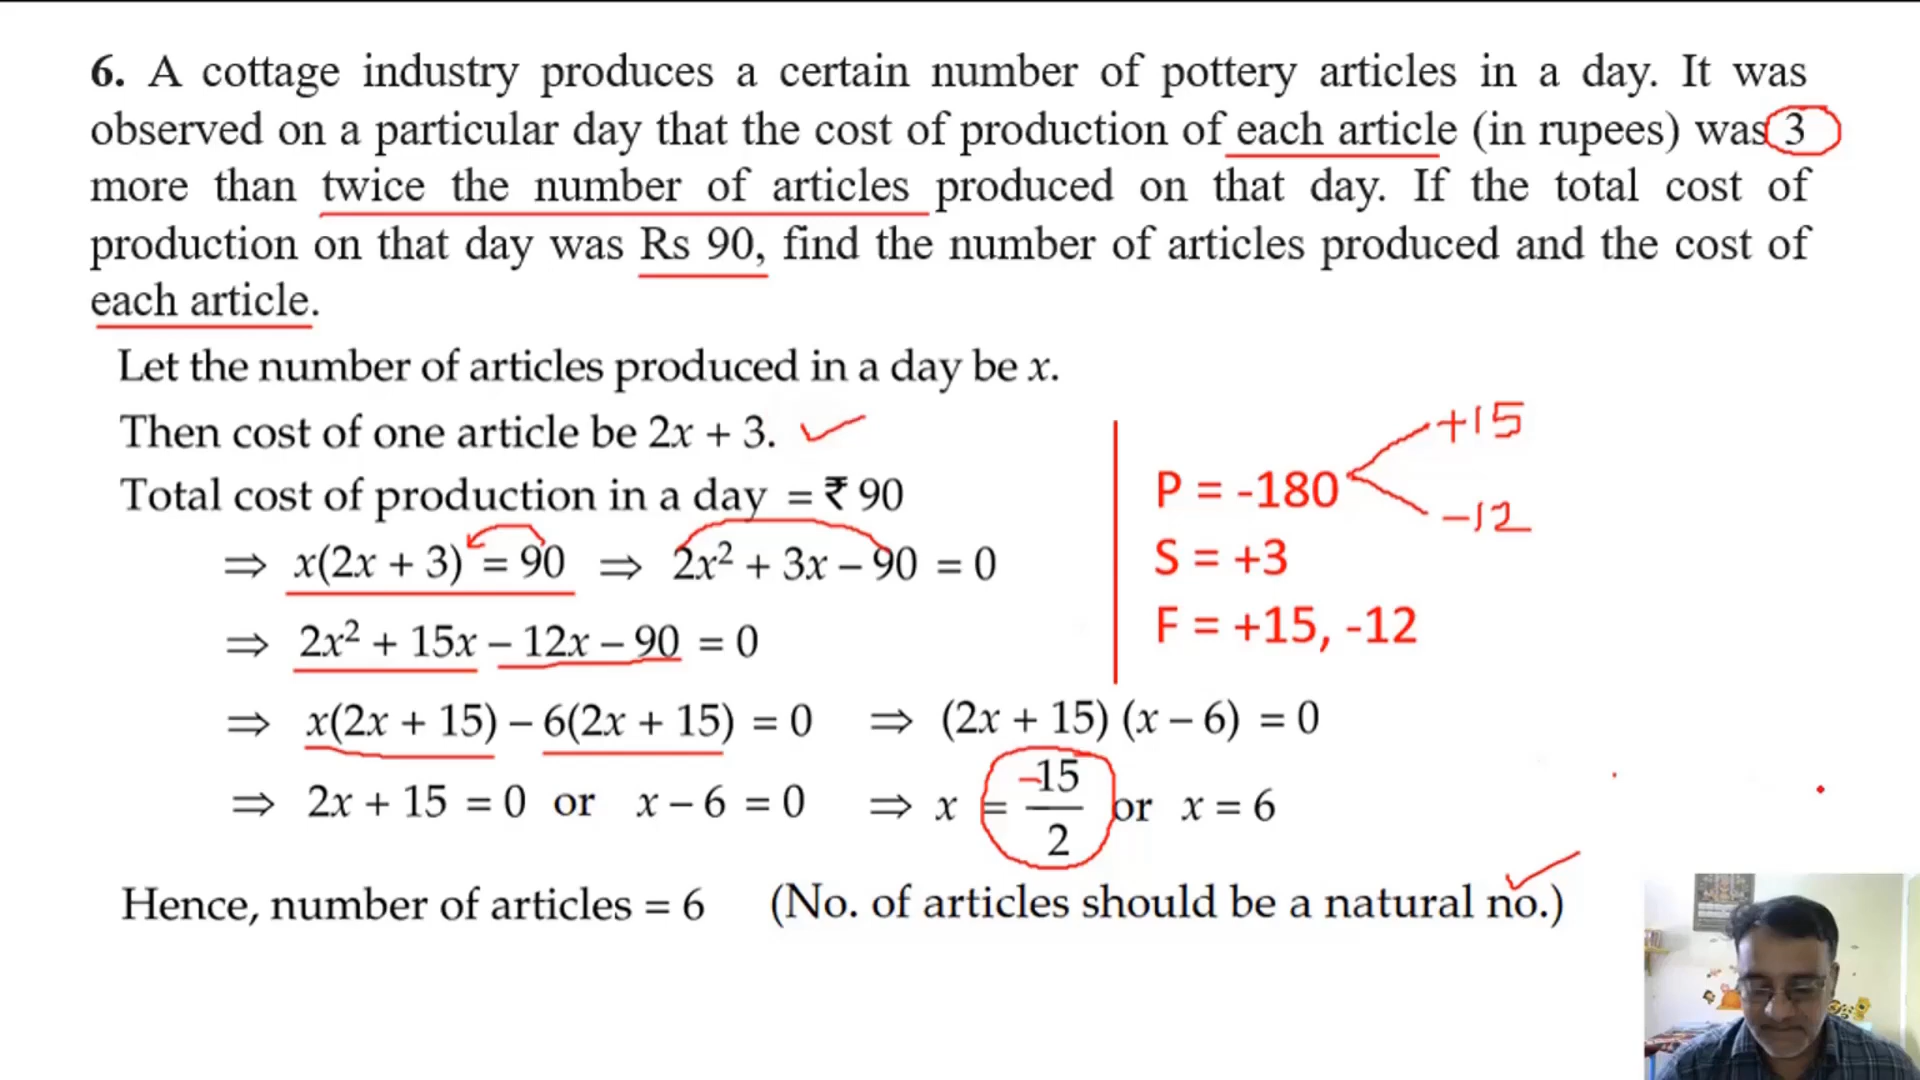 6. A cottage industry produces a certain number of pottery articles in a day. It was
observed on a particular day that the cost of production of each article (in rupees) was 3
more than twice the number of articles produced on that day. If the total cost of
production on that day was Rs 90, find the number of articles produced and the cost of
each article.
Let the number of articles produced in a day be x.
Then cost of one article be 2x + 3.
Total cost of production in a day = ₹ 90
⇒ x(2x + 3) = 90 ⇒ 2x² + 3x – 90 = 0
⇒ 2x² + 15x – 12x – 90 = 0
⇒ x(2x + 15) – 6(2x + 15) = 0 ⇒ (2x + 15) (x – 6) = 0
⇒ 2x + 15 = 0 or x – 6 = 0 ⇒ x = –15/2 or x = 6
Hence, number of articles = 6 (No. of articles should be a natural no.)
+15
P = -180
-12
S = +3
F = +15, -12